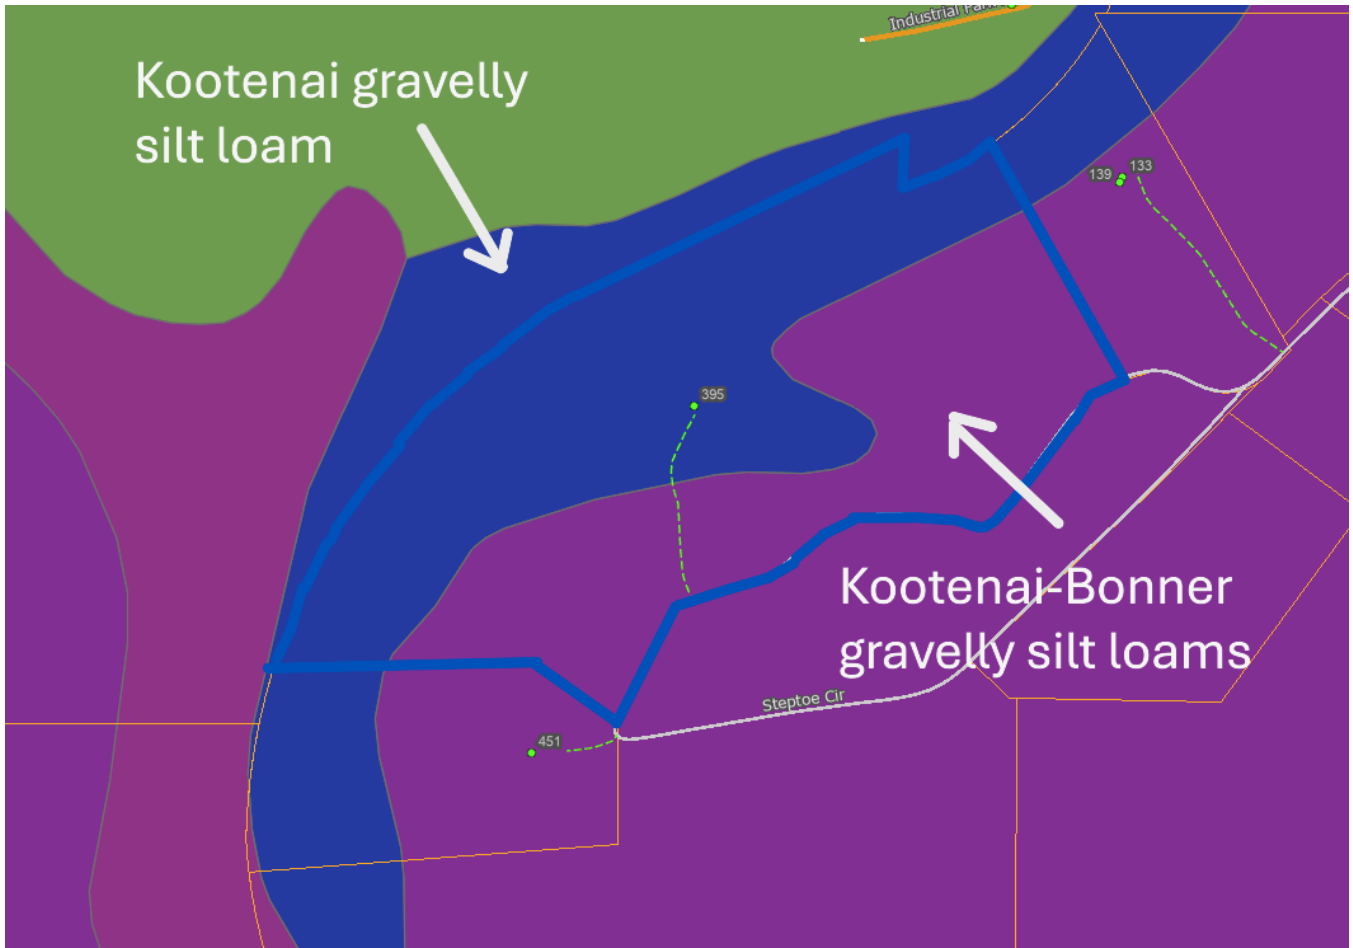 Industrial Park
Kootenai gravelly
silt loam
139
133
395
Kootenai-Bonner
gravelly silt loams
Steptoe Cir
451